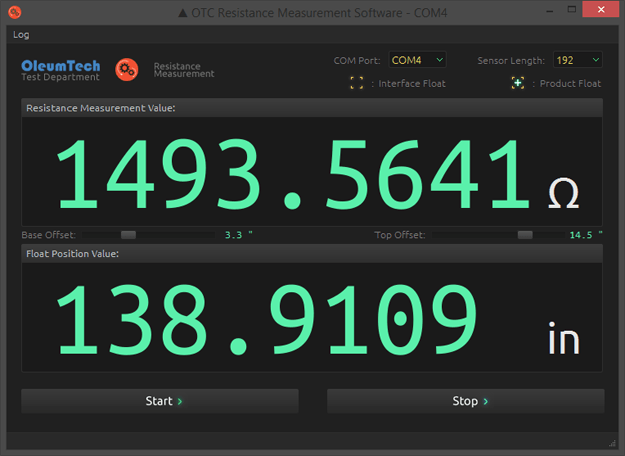 ▲ OTC Resistance Measurement Software - COM4
Log
OleumTech
Test Department
Resistance
Measurement
COM Port: COM4
Sensor Length: 192
: Interface Float
: Product Float
Resistance Measurement Value:
1493.5641 Ω
Base Offset: 3.3 "
Top Offset: 14.5 "
Float Position Value:
138.9109 in
Start >
Stop >